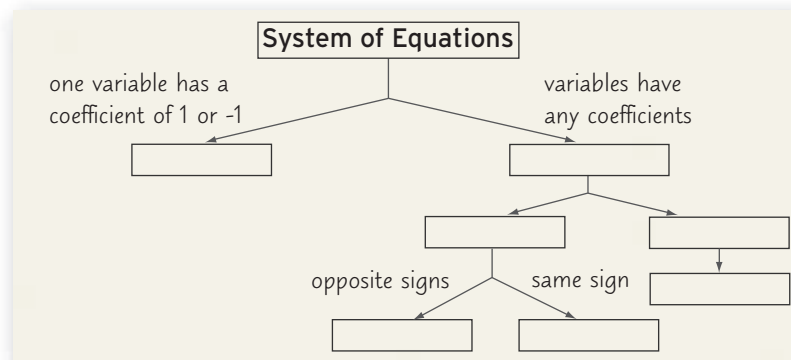 System of Equations
one variable has a
coefficient of 1 or -1
variables have
any coefficients
opposite signs
same sign